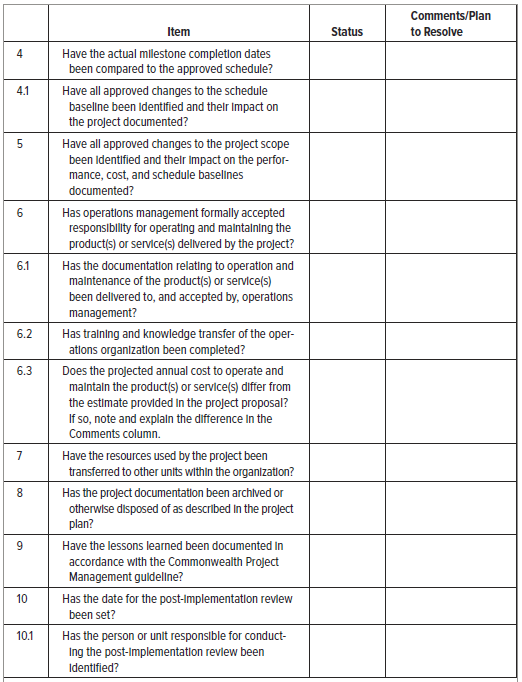 Item
Status
Comments/Plan
to Resolve
4
Have the actual milestone completion dates
been compared to the approved schedule?
4.1
Have all approved changes to the schedule
baseline been identified and their impact on
the project documented?
5
Have all approved changes to the project scope
been identified and their impact on the perfor-
mance, cost, and schedule baselines
documented?
6
Has operations management formally accepted
responsibility for operating and maintaining the
product(s) or service(s) delivered by the project?
6.1
Has the documentation relating to operation and
maintenance of the product(s) or service(s)
been delivered to, and accepted by, operations
management?
6.2
Has training and knowledge transfer of the oper-
ations organization been completed?
6.3
Does the projected annual cost to operate and
maintain the product(s) or service(s) differ from
the estimate provided in the project proposal?
If so, note and explain the difference in the
Comments column.
7
Have the resources used by the project been
transferred to other units within the organization?
8
Has the project documentation been archived or
otherwise disposed of as described in the project
plan?
9
Have the lessons learned been documented in
accordance with the Commonwealth Project
Management guideline?
10
Has the date for the post-implementation review
been set?
10.1
Has the person or unit responsible for conduct-
ing the post-implementation review been
identified?